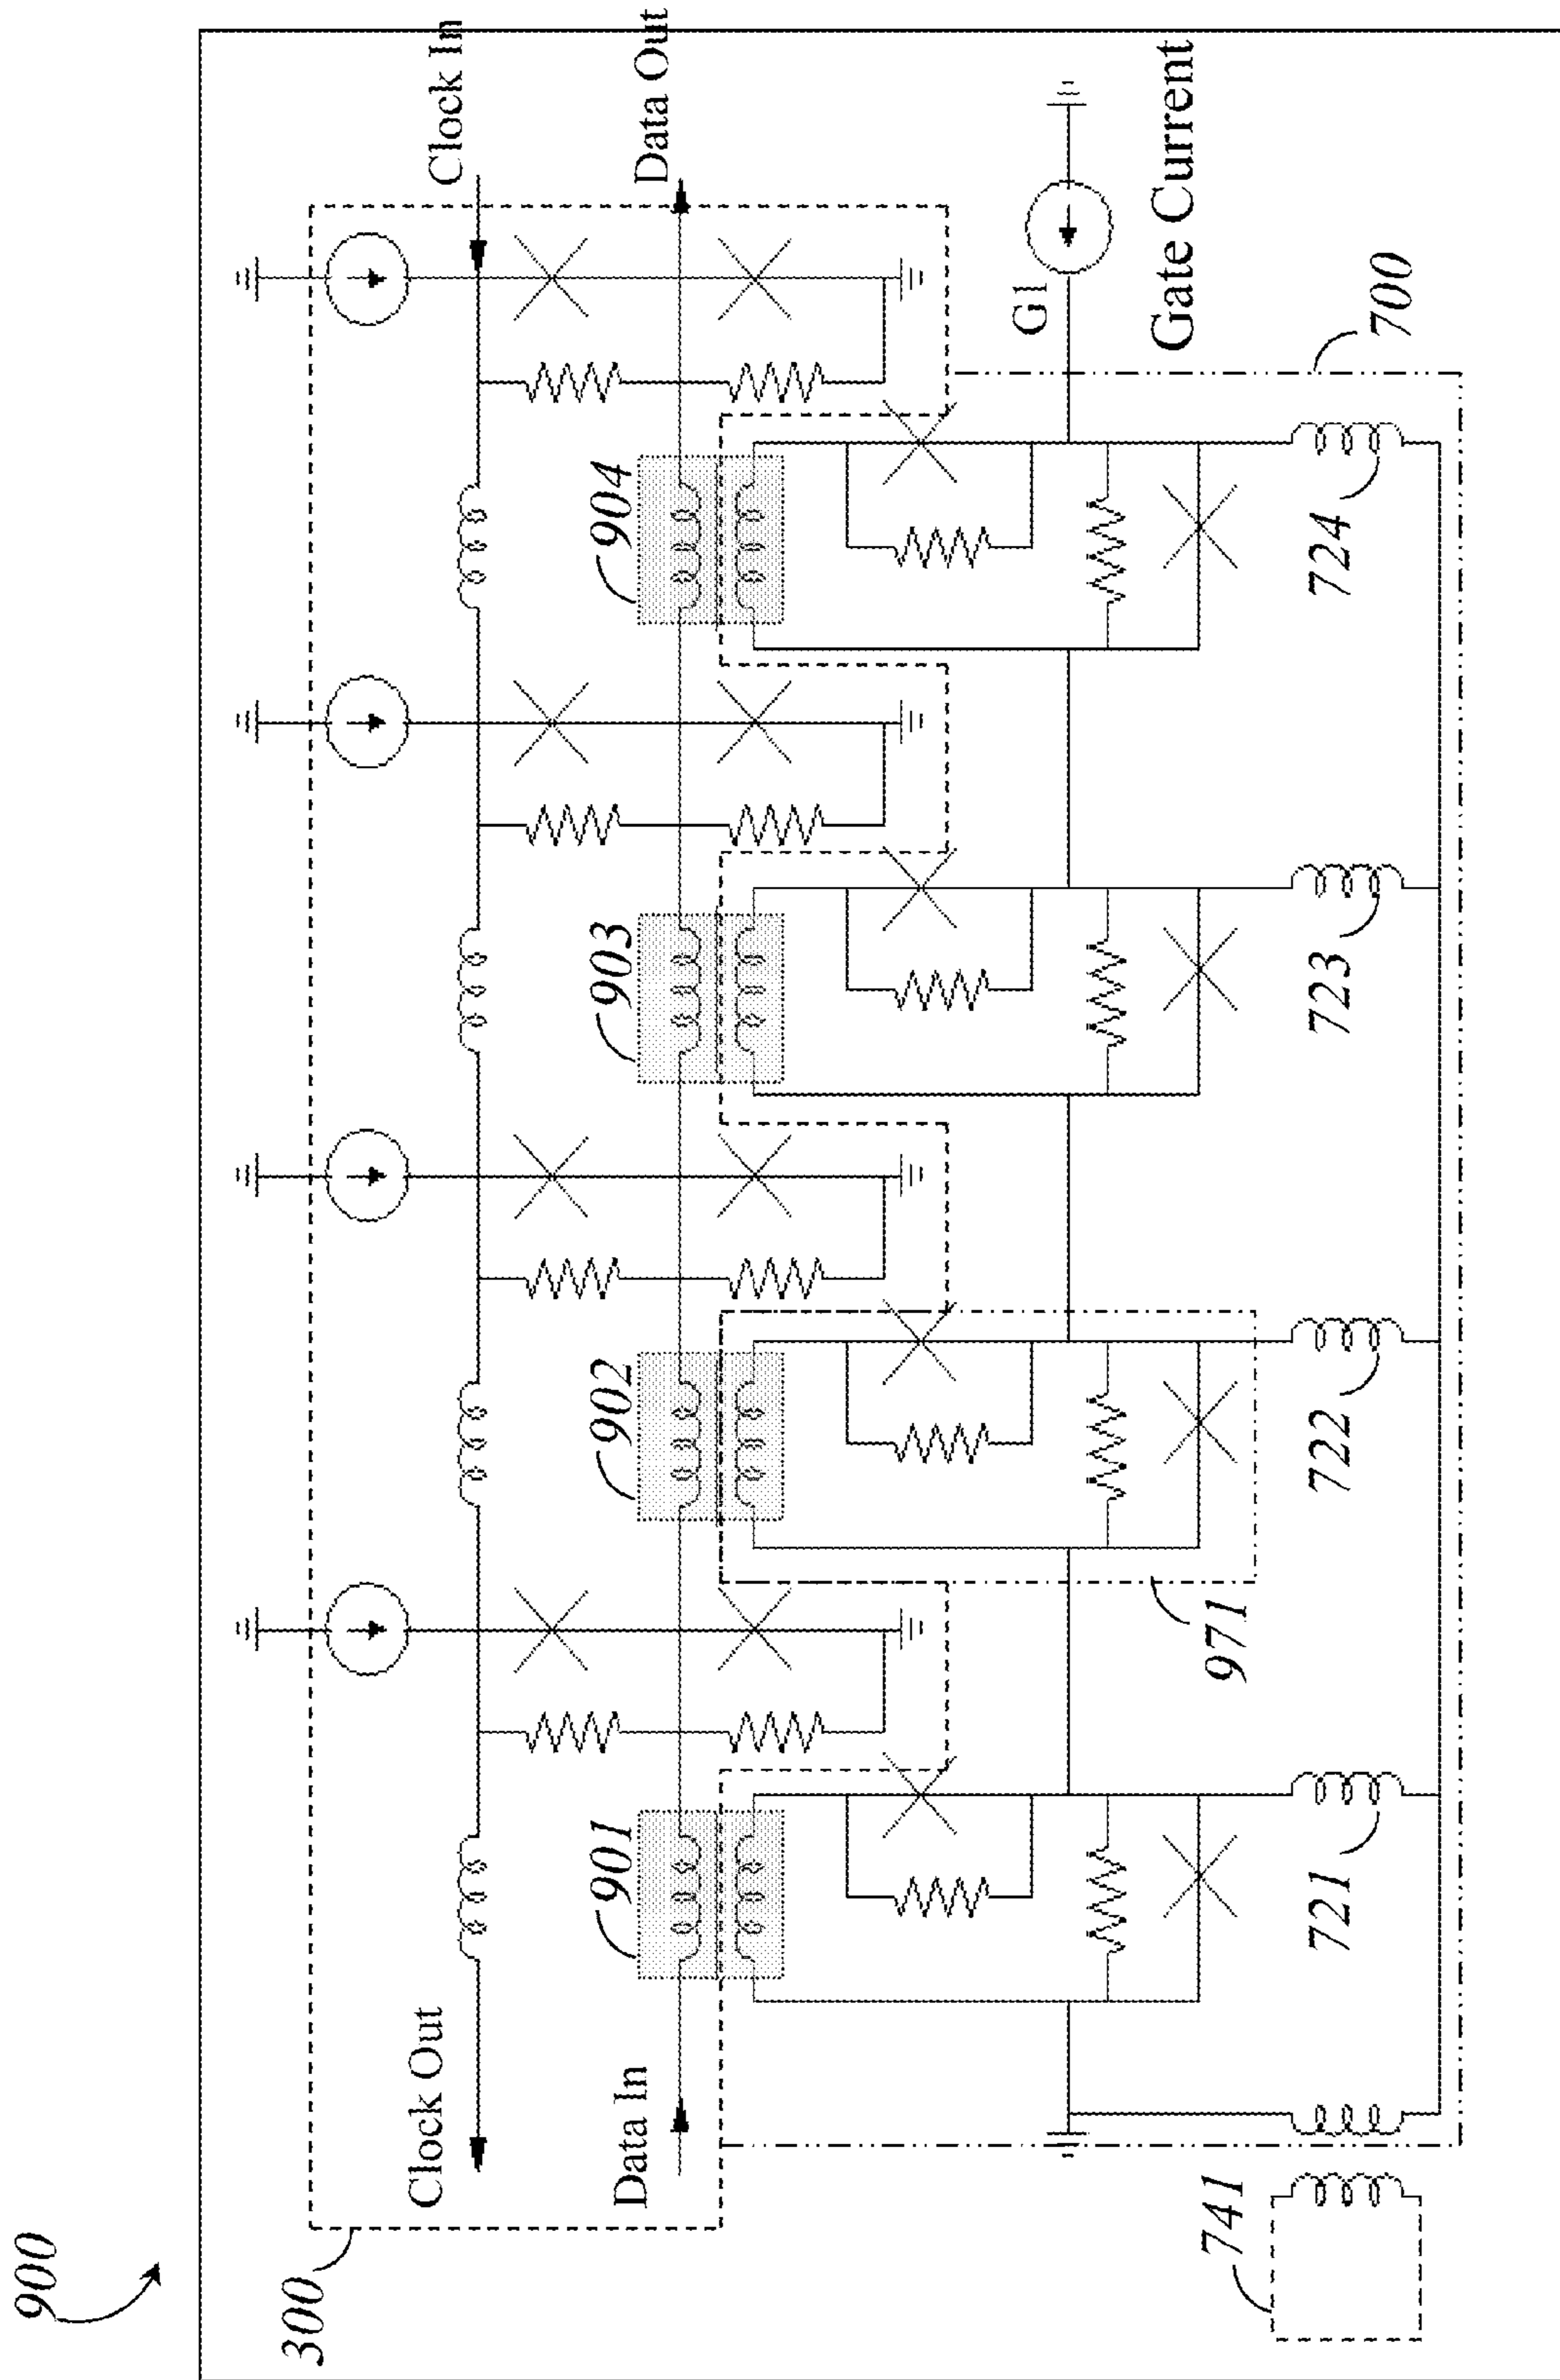 900
300
Clock Out
Clock In
Data In
Data Out
901
902
903
904
G1
Gate Current
971
700
741
721
722
723
724